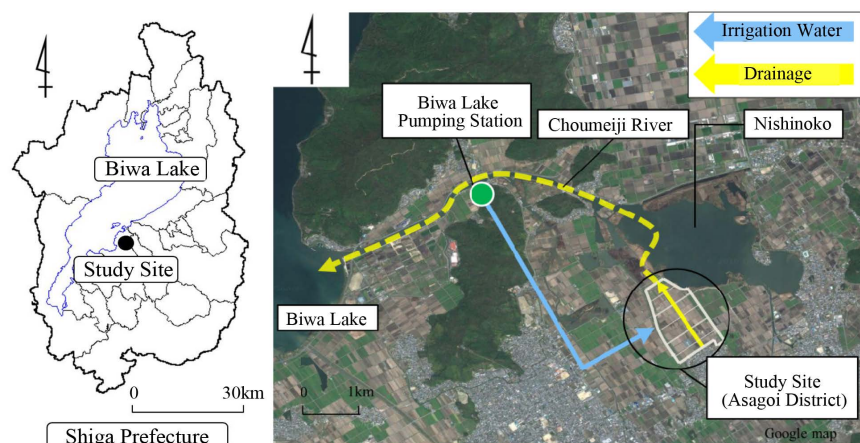 Biwa Lake
Study Site
0
30km
Shiga Prefecture
Irrigation Water
Drainage
Biwa Lake
Pumping Station
Choumeiji River
Nishinoko
Biwa Lake
0
1km
Study Site
(Asagoi District)
Google map